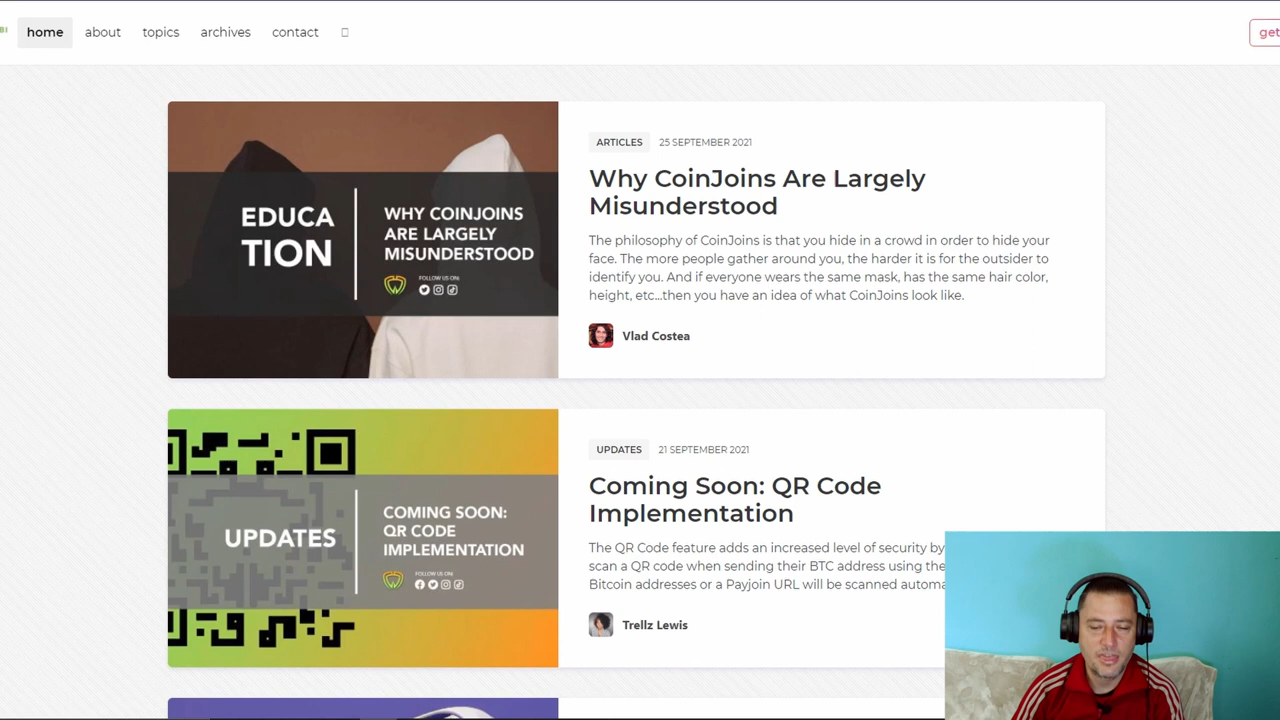 home
about
topics
archives
contact
get
EDUCA
TION
WHY COINJOINS
ARE LARGELY
MISUNDERSTOOD
FOLLOW US ON:
ARTICLES
25 SEPTEMBER 2021
Why CoinJoins Are Largely
Misunderstood
The philosophy of CoinJoins is that you hide in a crowd in order to hide your
face. The more people gather around you, the harder it is for the outsider to
identify you. And if everyone wears the same mask, has the same hair color,
height, etc...then you have an idea of what CoinJoins look like.
Vlad Costea
UPDATES
COMING SOON:
QR CODE
IMPLEMENTATION
FOLLOW US ON:
UPDATES
21 SEPTEMBER 2021
Coming Soon: QR Code
Implementation
The QR Code feature adds an increased level of security by
scan a QR code when sending their BTC address using the
Bitcoin addresses or a Payjoin URL will be scanned automa
Trellz Lewis